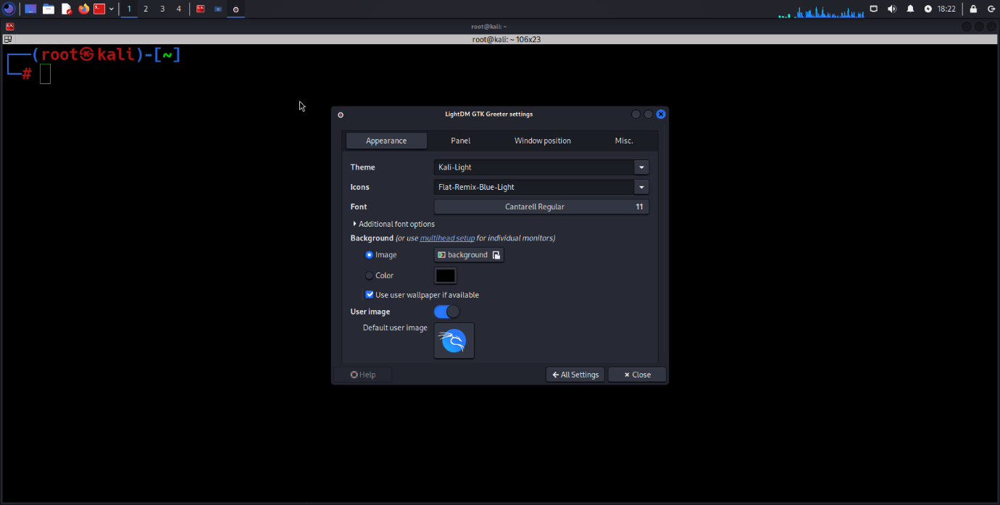 1 2 3 4 18:22
root@kali: ~
root@kali: ~ 106x23
(root㉿kali)-[~]
#
LightDM GTK Greeter settings
Appearance Panel Window position Misc.
Theme Kali-Light
Icons Flat-Remix-Blue-Light
Font Cantarell Regular 11
Additional font options
Background (or use multihead setup for individual monitors)
Image background
Color
Use user wallpaper if available
User image
Default user image
Help All Settings Close